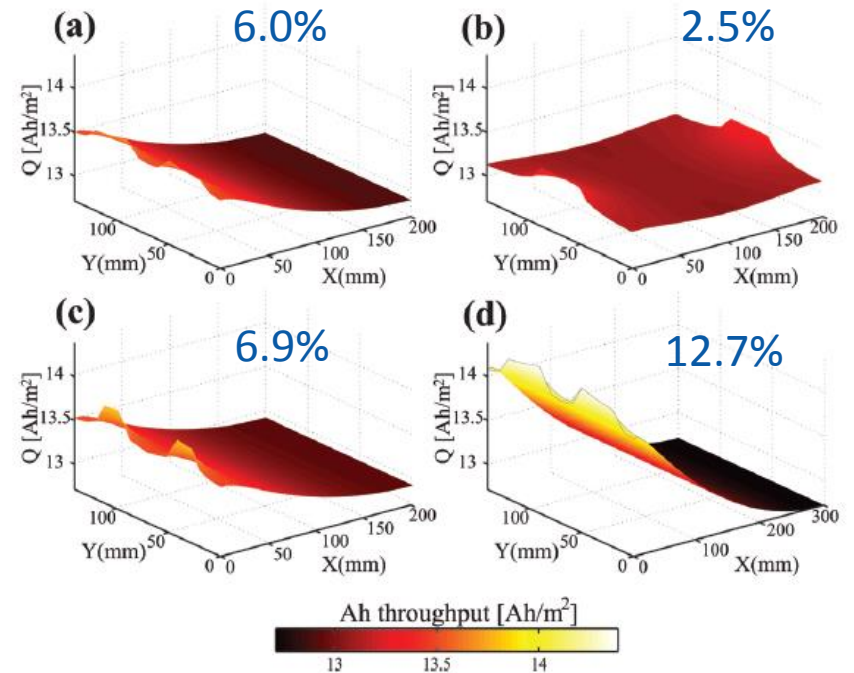 (a) 6.0%
Q [Ah/m²]
14
13.5
13
100
50
0
Y(mm)
0
50
100
150
200
X(mm)
(b) 2.5%
Q [Ah/m²]
14
13.5
13
100
50
0
Y(mm)
0
50
100
150
200
X(mm)
(c) 6.9%
Q [Ah/m²]
14
13.5
13
100
50
0
Y(mm)
0
50
100
150
200
X(mm)
(d) 12.7%
Q [Ah/m²]
14
13.5
13
100
50
0
Y(mm)
0
100
200
300
X(mm)
Ah throughput [Ah/m²]
13 13.5 14